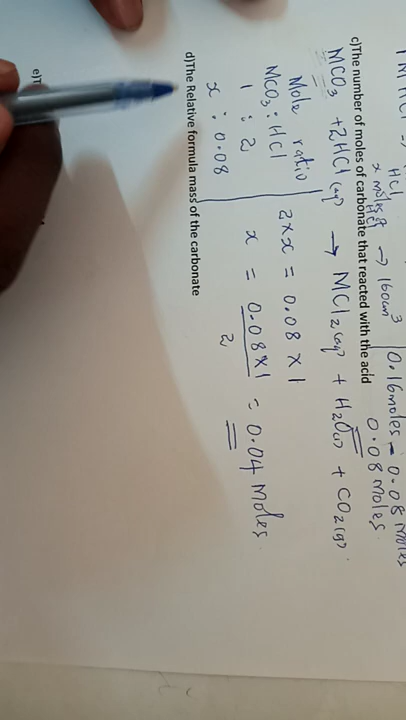 HCl
x moles of HCl → 160cm³
0.16moles - 0.08 moles
0.08 moles.
c)The number of moles of carbonate that reacted with the acid
MCO₃ + 2HCl(aq) → MCl₂(aq) + H₂O(l) + CO₂(g).
Mole ratio
MCO₃ : HCl
1 : 2
x : 0.08
2 × x = 0.08 × 1
x = 0.08×1 = 0.04 Moles.
2
d)The Relative formula mass of the carbonate
e)T